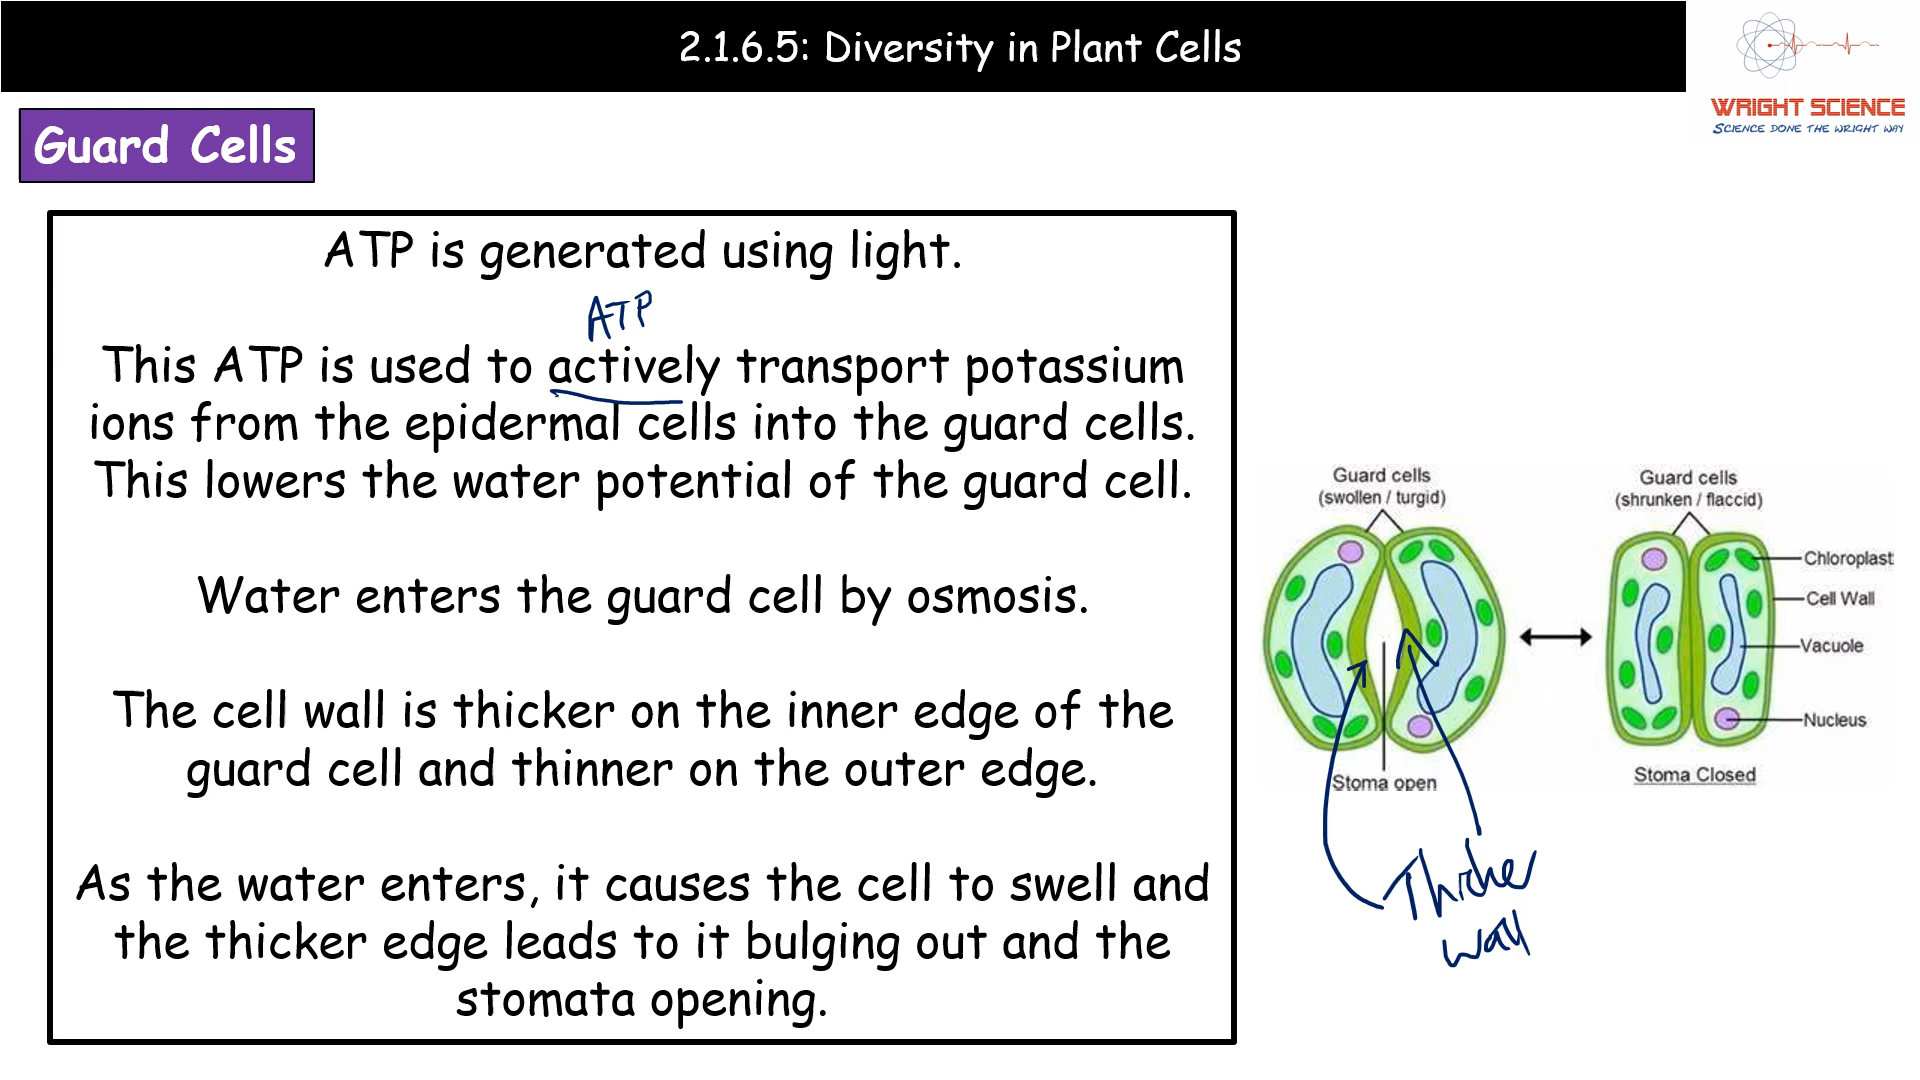 2.1.6.5: Diversity in Plant Cells
WRIGHT SCIENCE
SCIENCE DONE THE WRIGHT WAY
Guard Cells
ATP is generated using light.
ATP
This ATP is used to actively transport potassium
ions from the epidermal cells into the guard cells.
This lowers the water potential of the guard cell.
Water enters the guard cell by osmosis.
The cell wall is thicker on the inner edge of the
guard cell and thinner on the outer edge.
As the water enters, it causes the cell to swell and
the thicker edge leads to it bulging out and the
stomata opening.
Guard cells
(swollen / turgid)
Stoma open
Guard cells
(shrunken / flaccid)
Chloroplast
Cell Wall
Vacuole
Nucleus
Stoma Closed
Thicker
wall